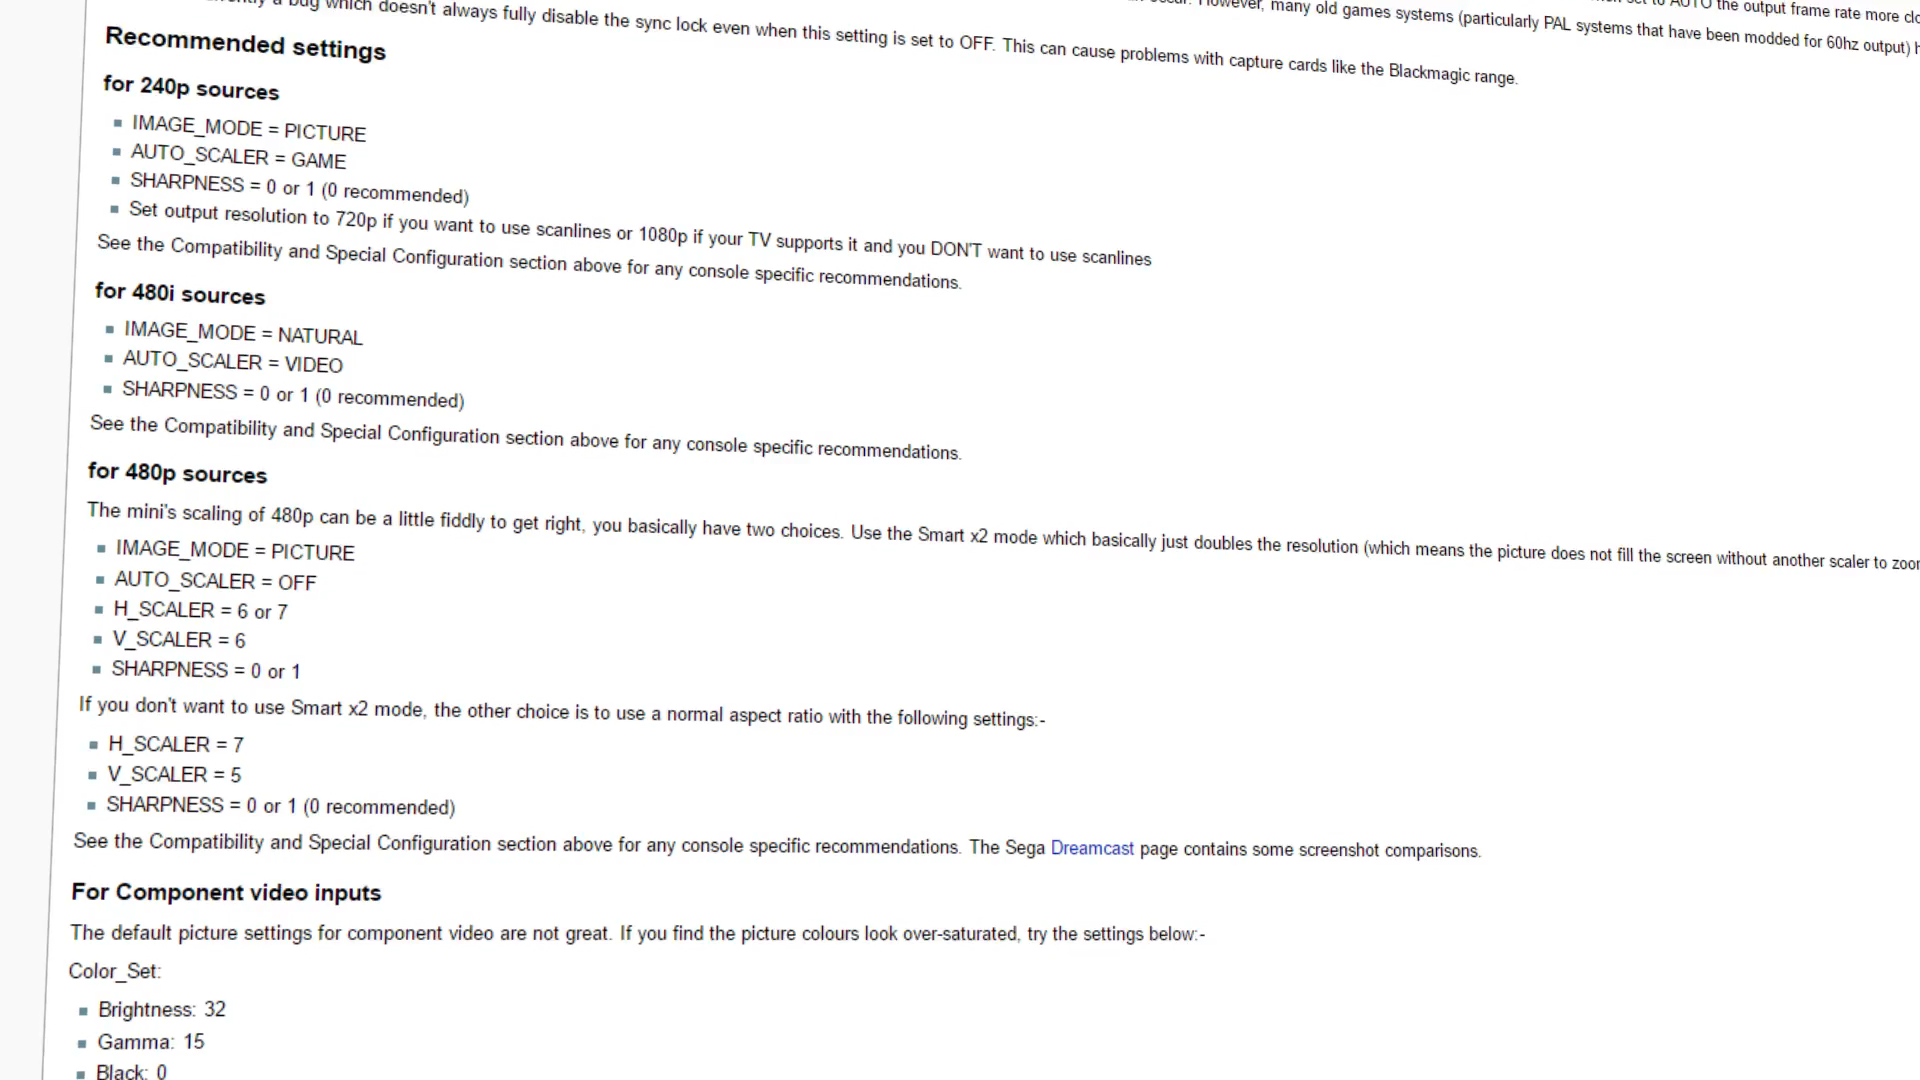 to AUTO the output frame rate more
occur. However, many old games systems (particularly PAL systems that have been modded for 60hz output)
a bug which doesn't always fully disable the sync lock even when this setting is set to OFF. This can cause problems with capture cards like the Blackmagic range.
Recommended settings
for 240p sources
IMAGE_MODE = PICTURE
AUTO_SCALER = GAME
SHARPNESS = 0 or 1 (0 recommended)
Set output resolution to 720p if you want to use scanlines or 1080p if your TV supports it and you DON'T want to use scanlines
See the Compatibility and Special Configuration section above for any console specific recommendations.
for 480i sources
IMAGE_MODE = NATURAL
AUTO_SCALER = VIDEO
SHARPNESS = 0 or 1 (0 recommended)
See the Compatibility and Special Configuration section above for any console specific recommendations.
for 480p sources
The mini's scaling of 480p can be a little fiddly to get right, you basically have two choices. Use the Smart x2 mode which basically just doubles the resolution (which means the picture does not fill the screen without another scaler to
IMAGE_MODE = PICTURE
AUTO_SCALER = OFF
H_SCALER = 6 or 7
V_SCALER = 6
SHARPNESS = 0 or 1
If you don't want to use Smart x2 mode, the other choice is to use a normal aspect ratio with the following settings:-
H_SCALER = 7
V_SCALER = 5
SHARPNESS = 0 or 1 (0 recommended)
See the Compatibility and Special Configuration section above for any console specific recommendations. The Sega Dreamcast page contains some screenshot comparisons.
For Component video inputs
The default picture settings for component video are not great. If you find the picture colours look over-saturated, try the settings below:-
Color_Set:
Brightness: 32
Gamma: 15
Black: 0